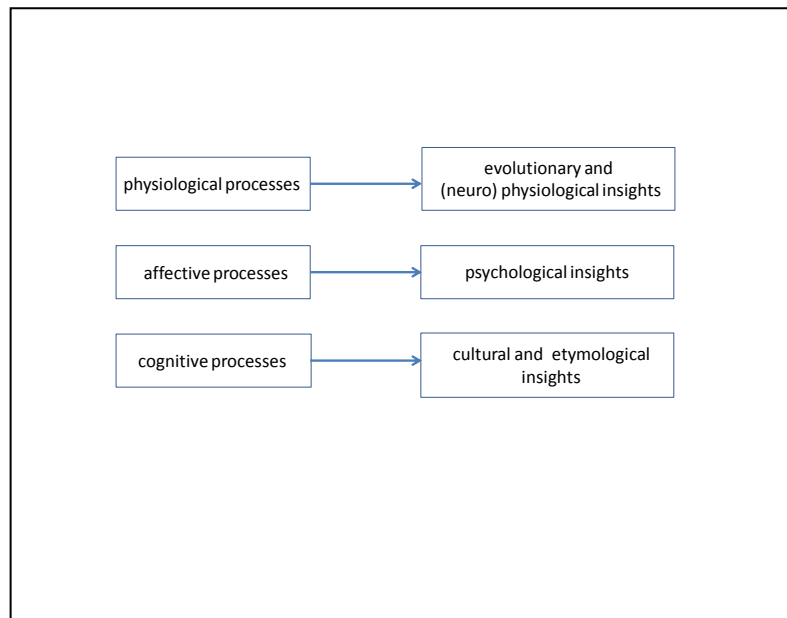 physiological processes
evolutionary and
(neuro) physiological insights
affective processes
psychological insights
cognitive processes
cultural and  etymological
insights